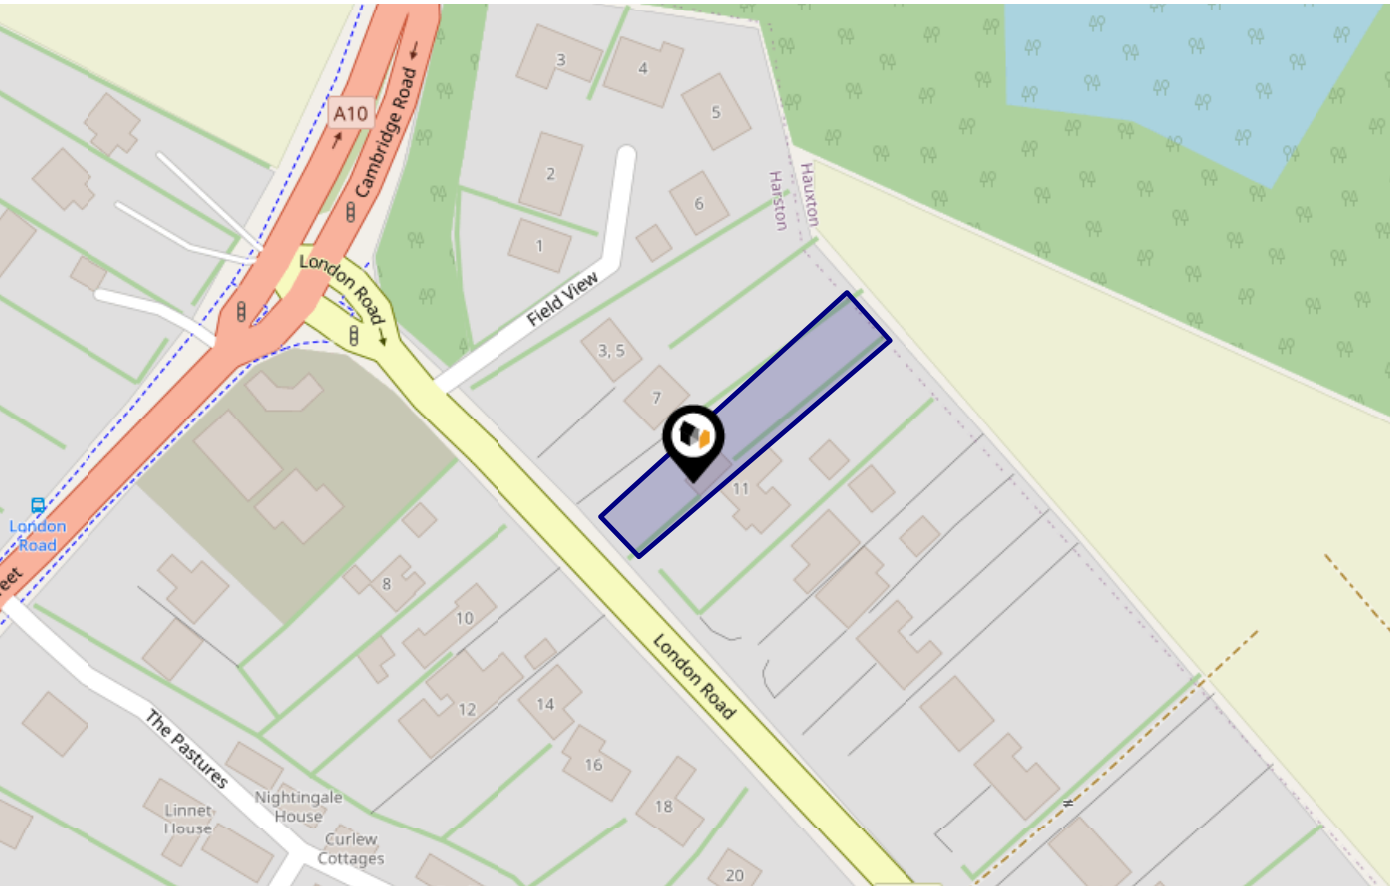 3
4
A10
5
Cambridge Road
2
Hauxton
Harston
6
1
London Road
Field View
3, 5
7
11
London
Road
8
10
London Road
12
14
The Pastures
16
Nightingale
House
Linnet
House
18
Curlew
Cottages
20
eet